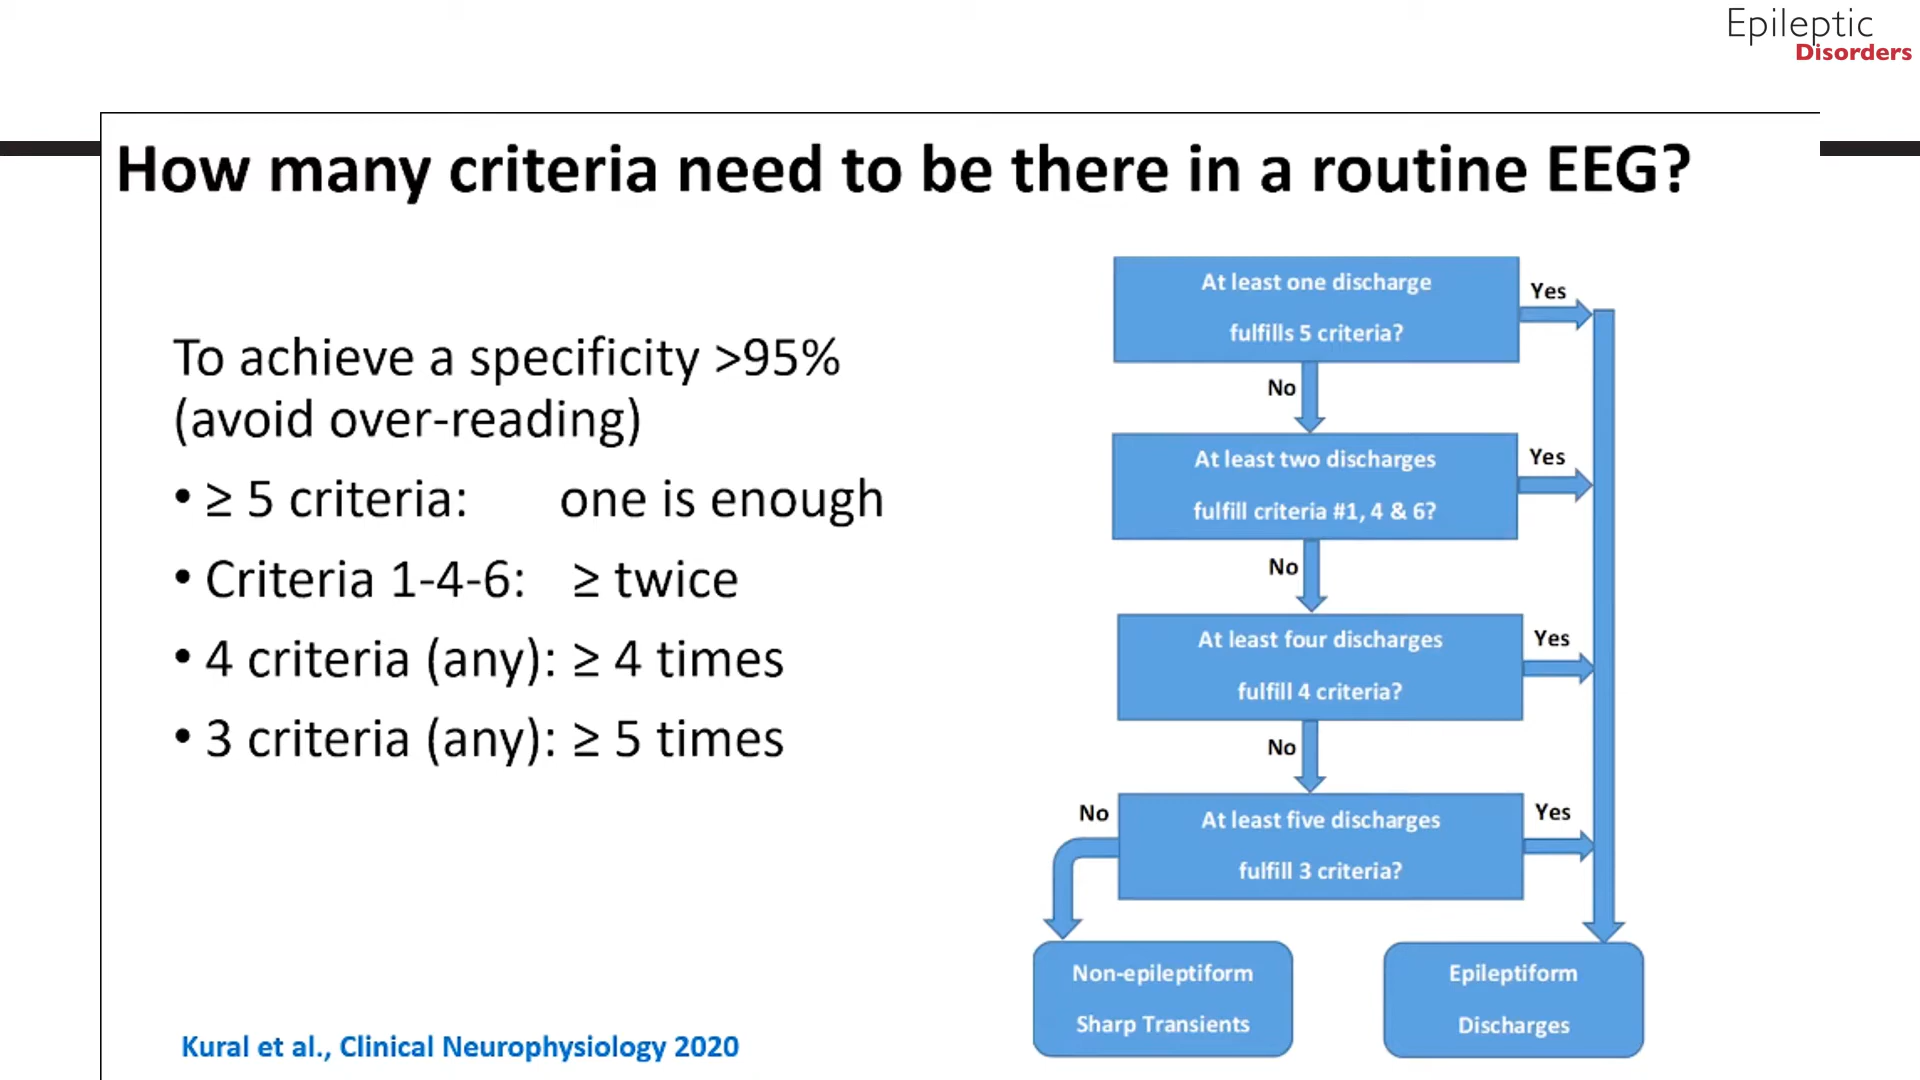 Epileptic
Disorders
How many criteria need to be there in a routine EEG?
To achieve a specificity >95%
(avoid over-reading)
• ≥ 5 criteria: one is enough
• Criteria 1-4-6: ≥ twice
• 4 criteria (any): ≥ 4 times
• 3 criteria (any): ≥ 5 times
Kural et al., Clinical Neurophysiology 2020
At least one discharge
fulfills 5 criteria?
Yes
No
At least two discharges
fulfill criteria #1, 4 & 6?
Yes
No
At least four discharges
fulfill 4 criteria?
Yes
No
At least five discharges
fulfill 3 criteria?
Yes
No
Non-epileptiform
Sharp Transients
Epileptiform
Discharges